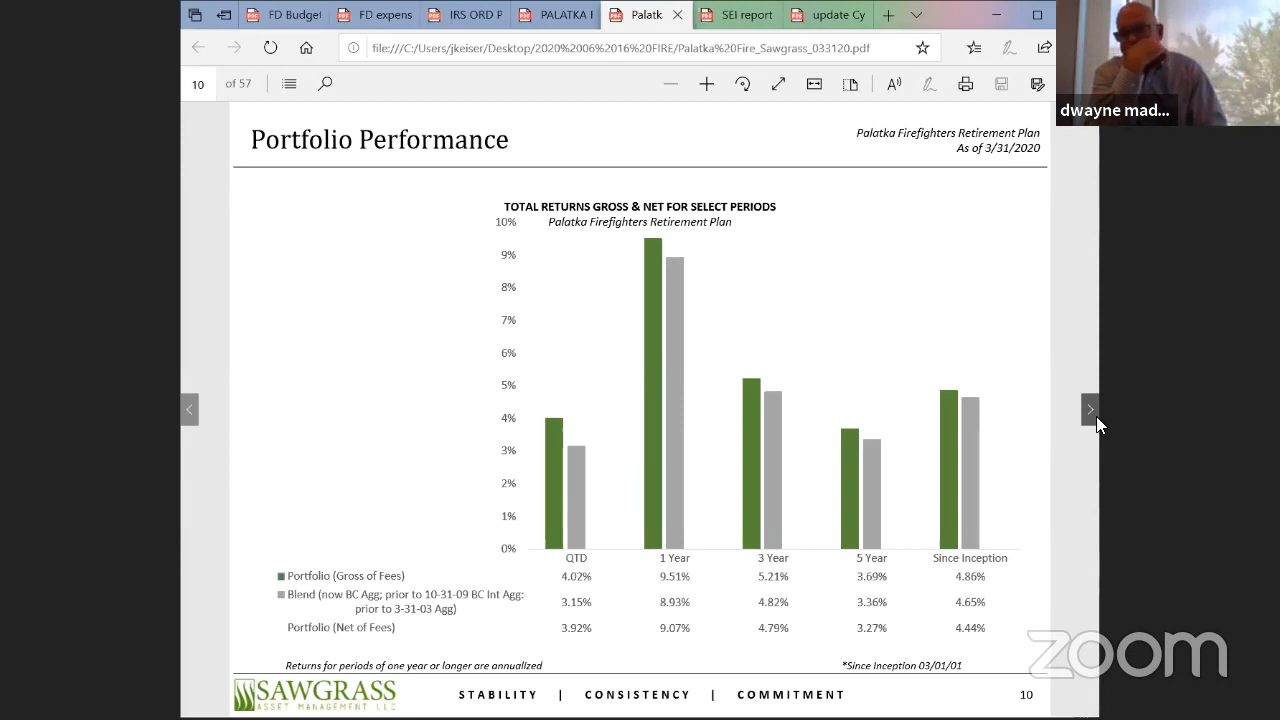 FD Budget
FD expens
IRS ORD P
PALATKA I
Palatk
SEI report
update Cy
file:///C:/Users/jkeiser/Desktop/2020%2006%2016%20FIRE/Palatka%20Fire_Sawgrass_033120.pdf
10 of 57
dwayne mad...
Portfolio Performance
Palatka Firefighters Retirement Plan
As of 3/31/2020
TOTAL RETURNS GROSS & NET FOR SELECT PERIODS
Palatka Firefighters Retirement Plan
10%
9%
8%
7%
6%
5%
4%
3%
2%
1%
0%
QTD 1 Year 3 Year 5 Year Since Inception
Portfolio (Gross of Fees) 4.02% 9.51% 5.21% 3.69% 4.86%
Blend (now BC Agg; prior to 10-31-09 BC Int Agg:
prior to 3-31-03 Agg) 3.15% 8.93% 4.82% 3.36% 4.65%
Portfolio (Net of Fees) 3.92% 9.07% 4.79% 3.27% 4.44%
Returns for periods of one year or longer are annualized
*Since Inception 03/01/01
SAWGRASS
ASSET MANAGEMENT LLC
STABILITY | CONSISTENCY | COMMITMENT
10
zoom